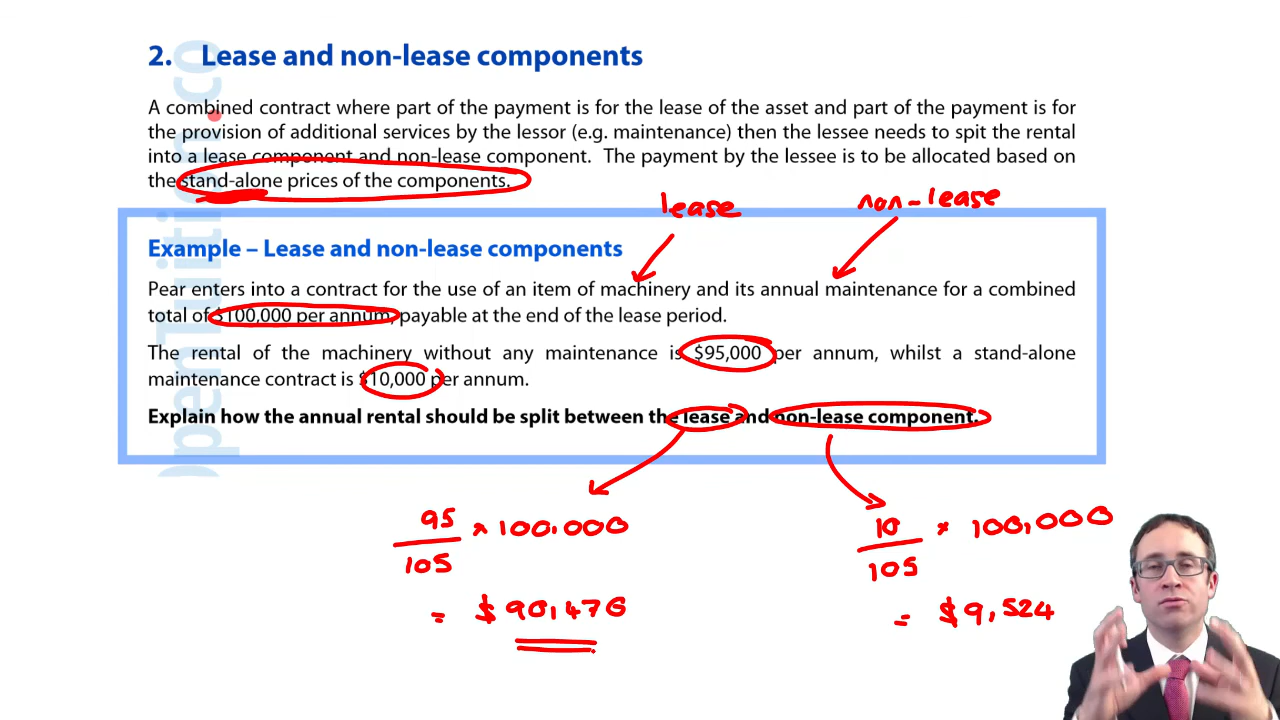 2. Lease and non-lease components
A combined contract where part of the payment is for the lease of the asset and part of the payment is for
the provision of additional services by the lessor (e.g. maintenance) then the lessee needs to spit the rental
into a lease component and non-lease component. The payment by the lessee is to be allocated based on
the stand-alone prices of the components.
lease non-lease
Example – Lease and non-lease components
Pear enters into a contract for the use of an item of machinery and its annual maintenance for a combined
total of $100,000 per annum, payable at the end of the lease period.
The rental of the machinery without any maintenance is $95,000 per annum, whilst a stand-alone
maintenance contract is $10,000 per annum.
Explain how the annual rental should be split between the lease and non-lease component.
95/105 × 100,000
= $90,476
10/105 × 100,000
= $9,524
OpenTuition.co